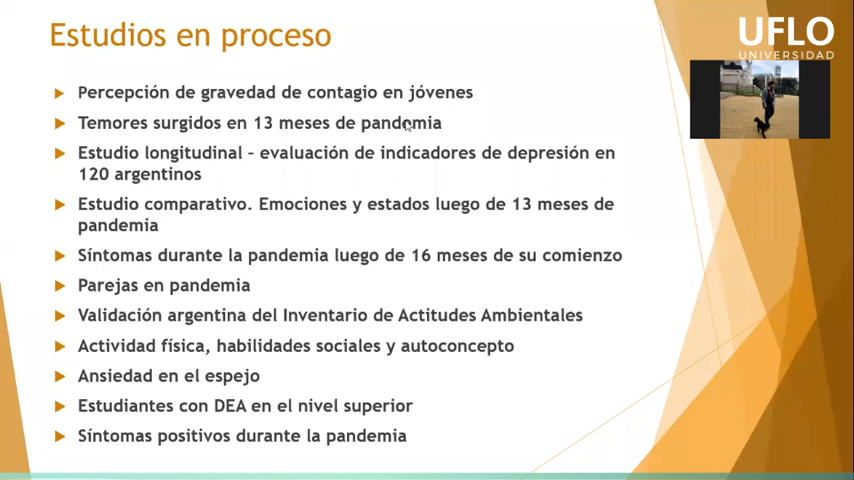 Estudios en proceso
UFLO
UNIVERSIDAD
Percepción de gravedad de contagio en jóvenes
Temores surgidos en 13 meses de pandemia
Estudio longitudinal – evaluación de indicadores de depresión en
120 argentinos
Estudio comparativo. Emociones y estados luego de 13 meses de
pandemia
Síntomas durante la pandemia luego de 16 meses de su comienzo
Parejas en pandemia
Validación argentina del Inventario de Actitudes Ambientales
Actividad física, habilidades sociales y autoconcepto
Ansiedad en el espejo
Estudiantes con DEA en el nivel superior
Síntomas positivos durante la pandemia